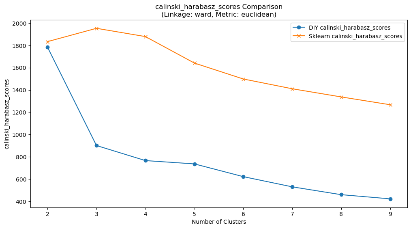 calinski_harabasz_scores Comparison
(Linkage: ward, Metric: euclidean)
DIY calinski_harabasz_scores
Sklearn calinski_harabasz_scores
calinski_harabasz_scores
2000
1800
1600
1400
1200
1000
800
600
400
2 3 4 5 6 7 8 9
Number of Clusters